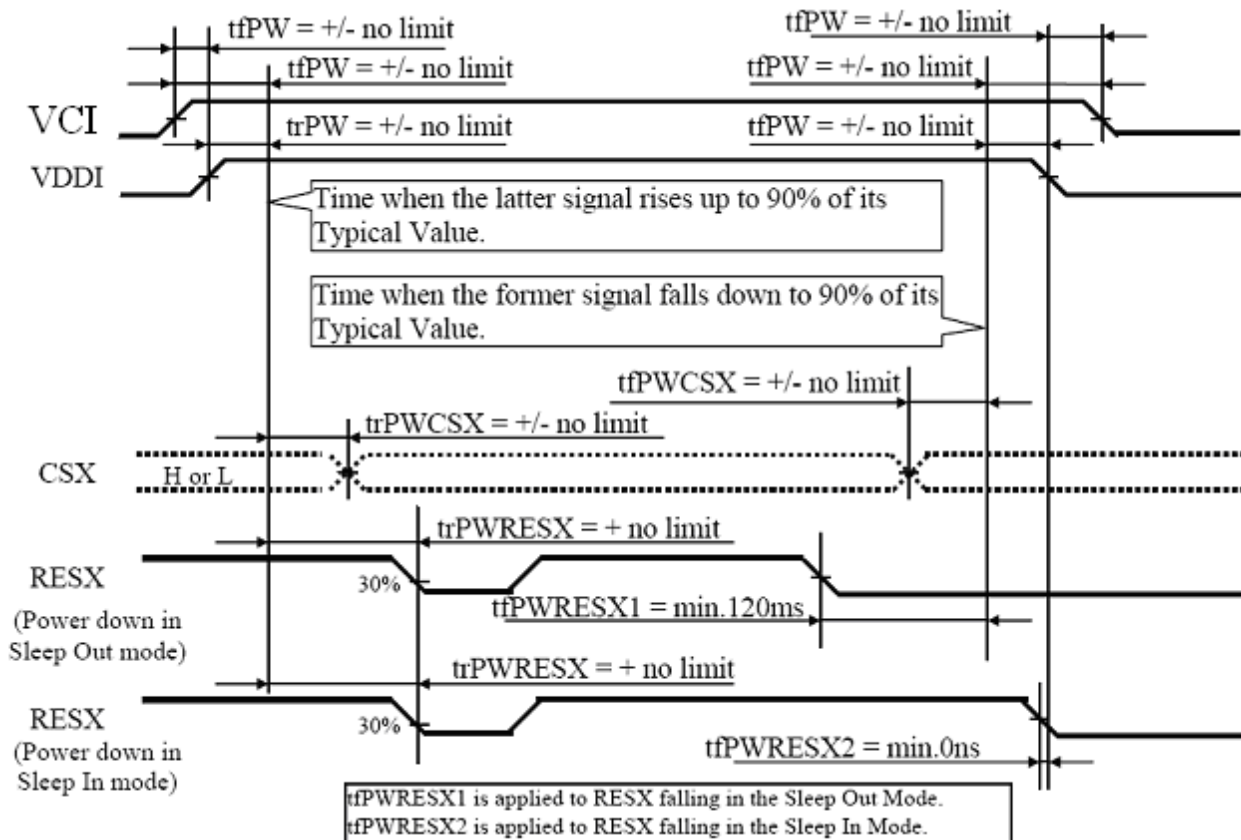 tfPW = +/- no limit
tfPW = +/- no limit
tfPW = +/- no limit
tfPW = +/- no limit
VCI
trPW = +/- no limit
tfPW = +/- no limit
VDDI
Time when the latter signal rises up to 90% of its
Typical Value.
Time when the former signal falls down to 90% of its
Typical Value.
tfPWCSX = +/- no limit
trPWCSX = +/- no limit
CSX
H or L
trPWRESX = + no limit
RESX
30%
(Power down in
Sleep Out mode)
tfPWRESX1 = min.120ms
trPWRESX = + no limit
RESX
30%
(Power down in
Sleep In mode)
tfPWRESX2 = min.0ns
tfPWRESX1 is applied to RESX falling in the Sleep Out Mode.
tfPWRESX2 is applied to RESX falling in the Sleep In Mode.